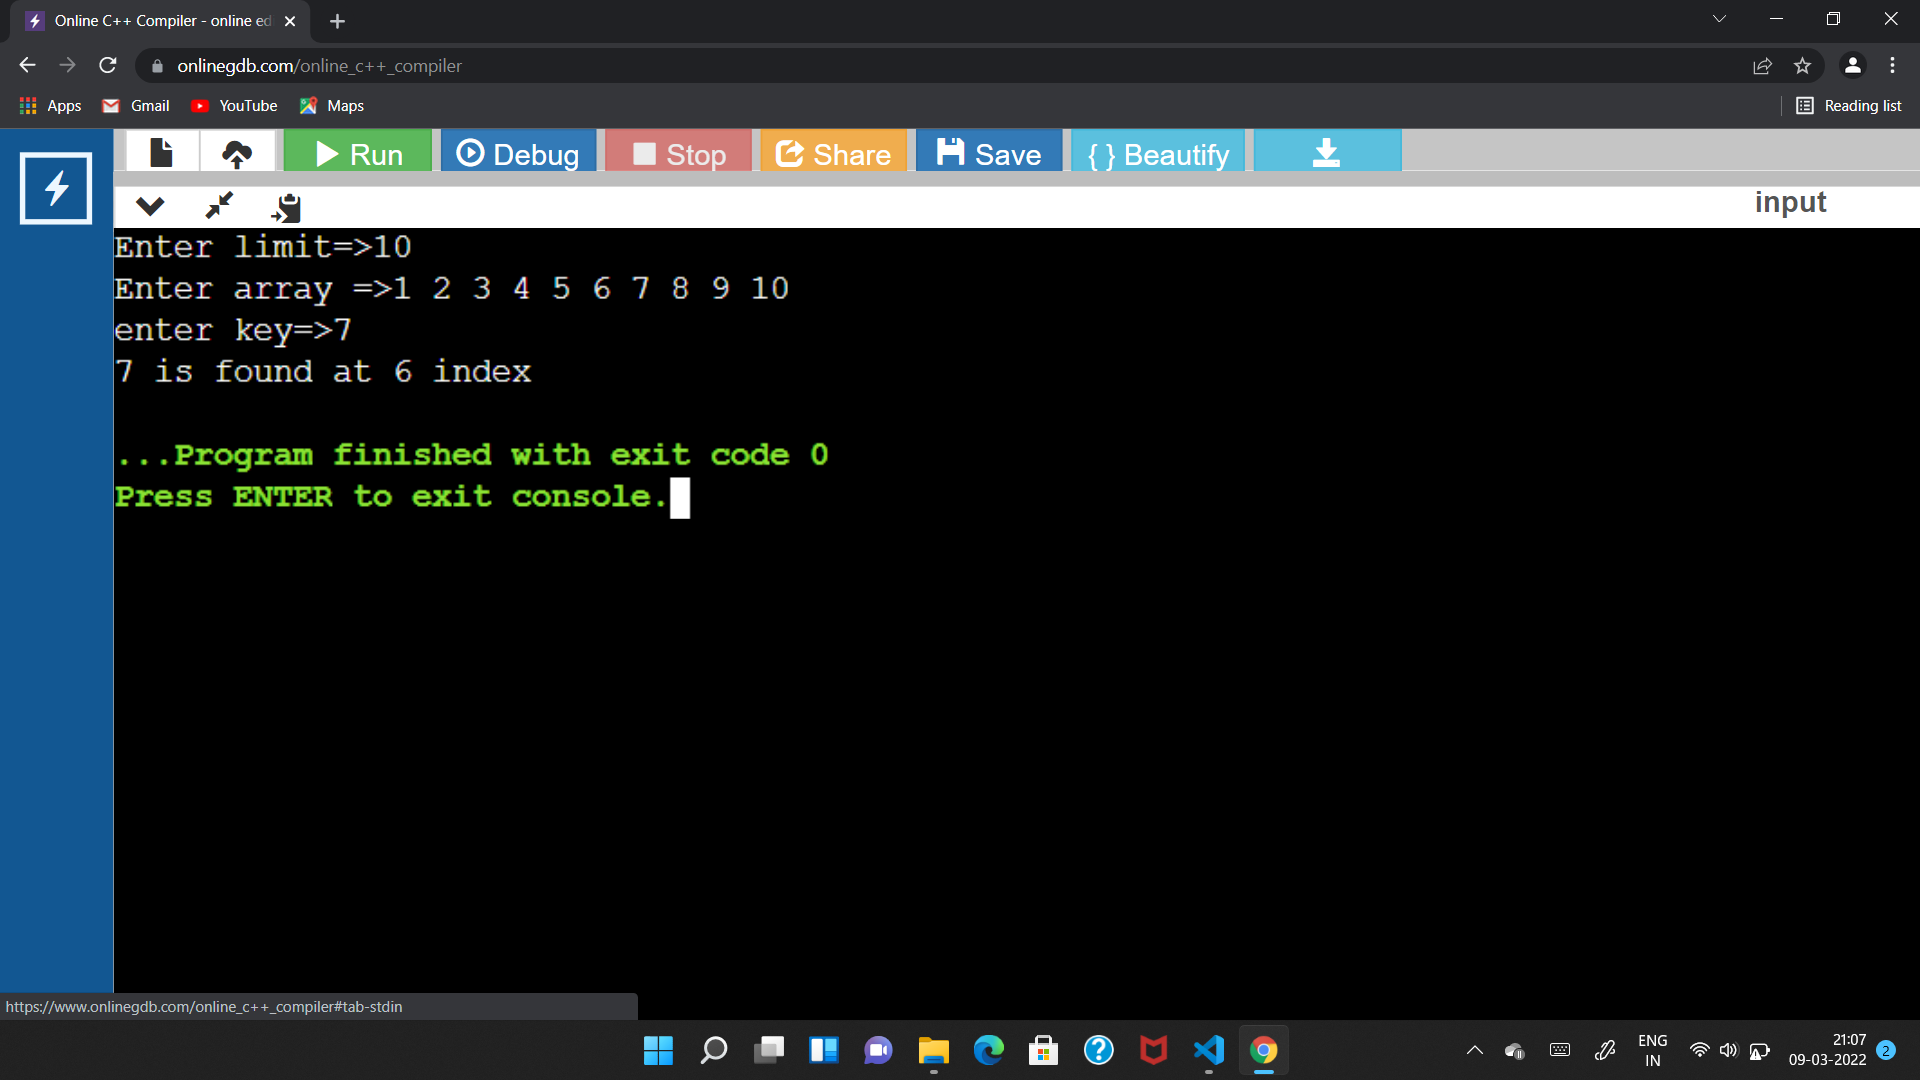 Online C++ Compiler - online ed
onlinegdb.com/online_c++_compiler
Apps Gmail YouTube Maps Reading list
Run Debug Stop Share Save { } Beautify
input
Enter limit=>10
Enter array =>1 2 3 4 5 6 7 8 9 10
enter key=>7
7 is found at 6 index
...Program finished with exit code 0
Press ENTER to exit console.
https://www.onlinegdb.com/online_c++_compiler#tab-stdin
ENG
IN
21:07
09-03-2022
2